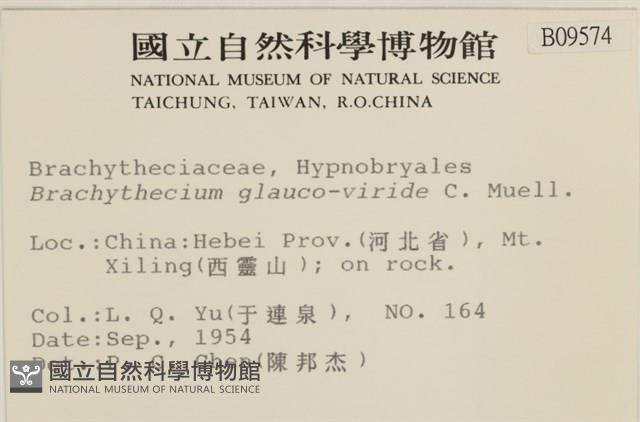 國立自然科學博物館
B09574
NATIONAL MUSEUM OF NATURAL SCIENCE
TAICHUNG, TAIWAN, R.O.CHINA
Brachytheciaceae, Hypnobryales
Brachythecium glauco-viride C. Muell.
Loc.:China:Hebei Prov.(河北省), Mt.
Xiling(西靈山); on rock.
Col.:L. Q. Yu(于連泉), NO. 164
Date:Sep., 1954
Det.:P. C. Chen(陳邦杰)
國立自然科學博物館
NATIONAL MUSEUM OF NATURAL SCIENCE